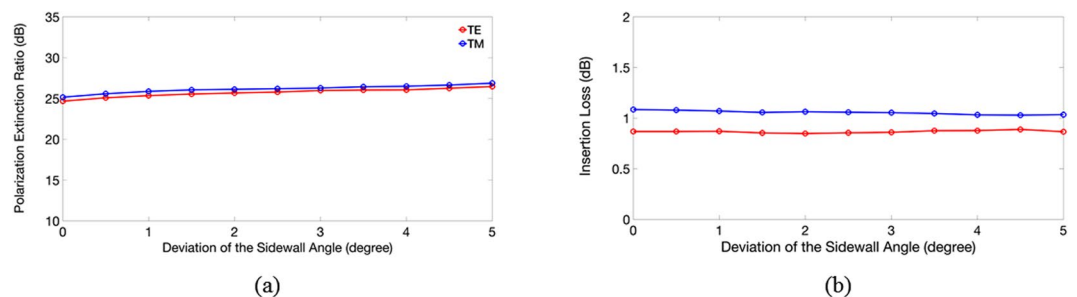 Polarization Extinction Ratio (dB)
35
30
25
20
15
10
TE
TM
0 1 2 3 4 5
Deviation of the Sidewall Angle (degree)
(a)
Insertion Loss (dB)
2
1.5
1
0.5
0
0 1 2 3 4 5
Deviation of the Sidewall Angle (degree)
(b)